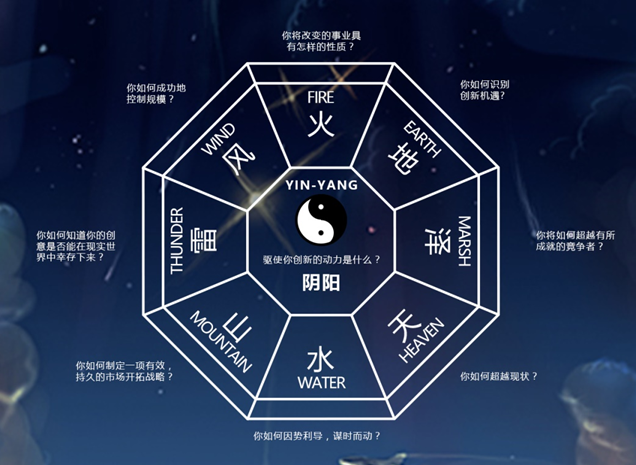 你将改变的事业具
有怎样的性质？
你如何成功地
控制规模？
你如何识别
创新机遇?
FIRE
火
WIND
风
EARTH
地
YIN-YANG
驱使你创新的动力是什么？
阴阳
THUNDER
雷
MARSH
泽
你如何知道你的创
意是否能在现实世
界中幸存下来？
你将如何超越有所
成就的竞争者？
山
MOUNTAIN
天
HEAVEN
水
WATER
你如何制定一项有效，
持久的市场开拓战略？
你如何超越现状？
你如何因势利导，谋时而动？